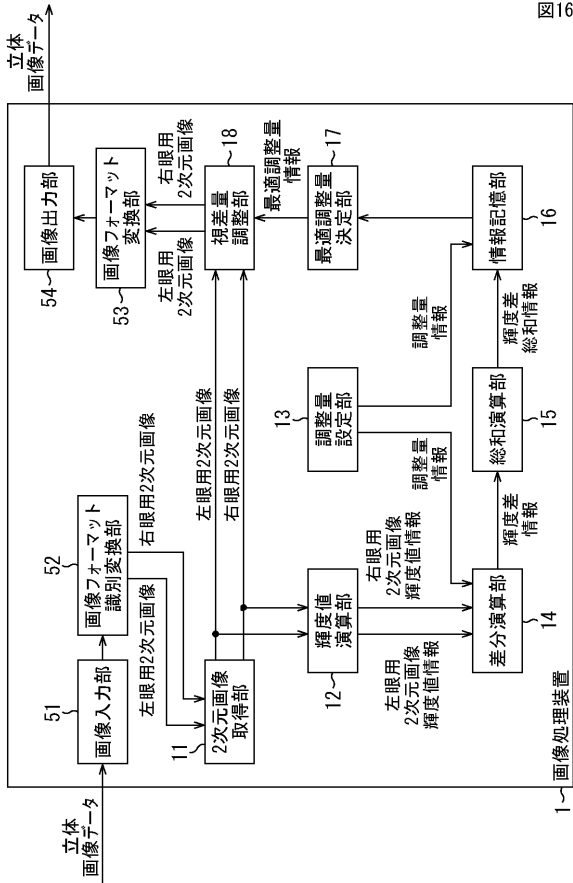 図16
立体
画像データ
51
画像入力部
52
画像フォーマット
識別変換部
左眼用2次元画像
右眼用2次元画像
11
2次元画像
取得部
左眼用2次元画像
右眼用2次元画像
12
輝度値
演算部
左眼用
2次元画像
輝度値情報
右眼用
2次元画像
輝度値情報
13
調整量
設定部
調整量
情報
調整量
情報
14
差分演算部
輝度差
情報
15
総和演算部
輝度差
総和情報
16
情報記憶部
17
最適調整量
決定部
最適調整量
情報
18
視差量
調整部
左眼用
2次元画像
右眼用
2次元画像
53
画像フォーマット
変換部
54
画像出力部
立体
画像データ
1
画像処理装置